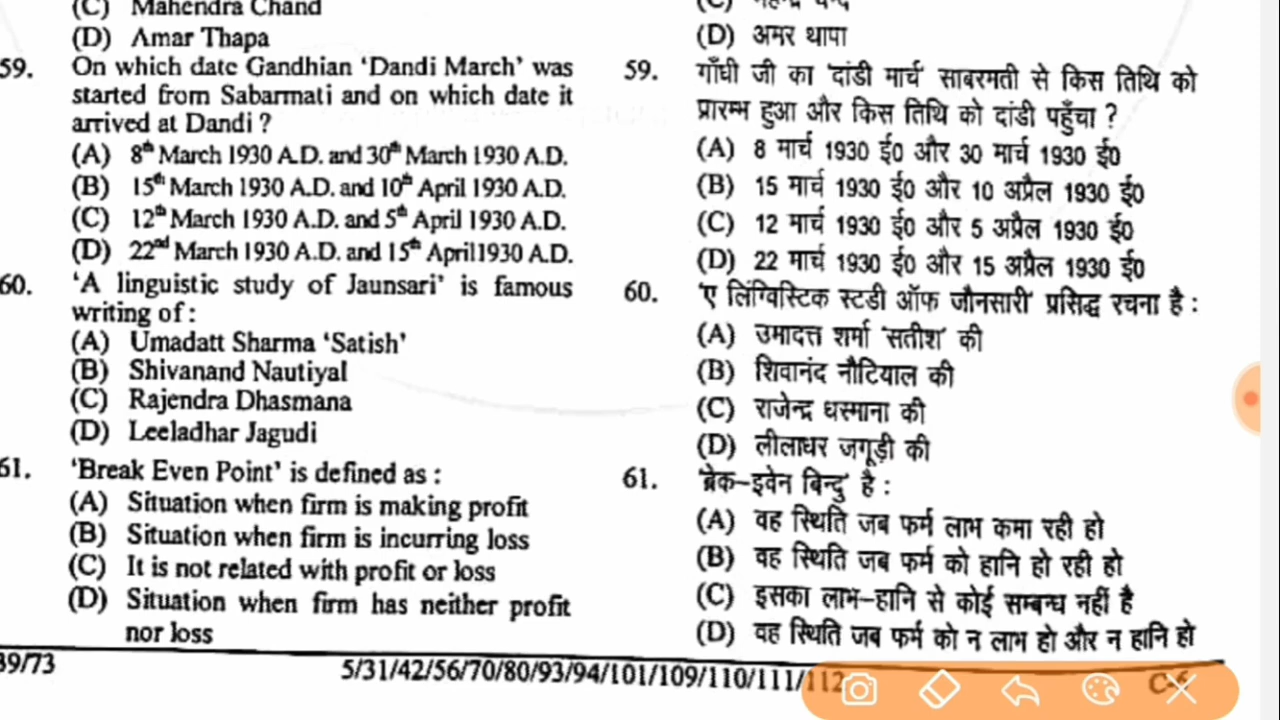 (C) Mahendra Chand
(D) Amar Thapa
59. On which date Gandhian ‘Dandi March’ was
started from Sabarmati and on which date it
arrived at Dandi ?
(A) 8th March 1930 A.D. and 30th March 1930 A.D.
(B) 15th March 1930 A.D. and 10th April 1930 A.D.
(C) 12th March 1930 A.D. and 5th April 1930 A.D.
(D) 22nd March 1930 A.D. and 15th April1930 A.D.
60. ‘A linguistic study of Jaunsari’ is famous
writing of :
(A) Umadatt Sharma ‘Satish’
(B) Shivanand Nautiyal
(C) Rajendra Dhasmana
(D) Leeladhar Jagudi
61. ‘Break Even Point’ is defined as :
(A) Situation when firm is making profit
(B) Situation when firm is incurring loss
(C) It is not related with profit or loss
(D) Situation when firm has neither profit
nor loss
(C)
(D) अमर थापा
59. गाँधी जी का ‘दांडी मार्च’ साबरमती से किस तिथि को
प्रारम्भ हुआ और किस तिथि को दांडी पहुँचा ?
(A) 8 मार्च 1930 ई0 और 30 मार्च 1930 ई0
(B) 15 मार्च 1930 ई0 और 10 अप्रैल 1930 ई0
(C) 12 मार्च 1930 ई0 और 5 अप्रैल 1930 ई0
(D) 22 मार्च 1930 ई0 और 15 अप्रैल 1930 ई0
60. ‘ए लिंग्विस्टिक स्टडी ऑफ जौनसारी’ प्रसिद्ध रचना है :
(A) उमादत्त शर्मा ‘सतीश’ की
(B) शिवानंद नौटियाल की
(C) राजेन्द्र धस्माना की
(D) लीलाधर जगूड़ी की
61. ‘ब्रेक-इवेन बिन्दु’ है :
(A) वह स्थिति जब फर्म लाभ कमा रही हो
(B) वह स्थिति जब फर्म को हानि हो रही हो
(C) इसका लाभ-हानि से कोई सम्बन्ध नहीं है
(D) वह स्थिति जब फर्म को न लाभ हो और न हानि हो
39/73 5/31/42/56/70/80/93/94/101/109/110/111/112 C-6